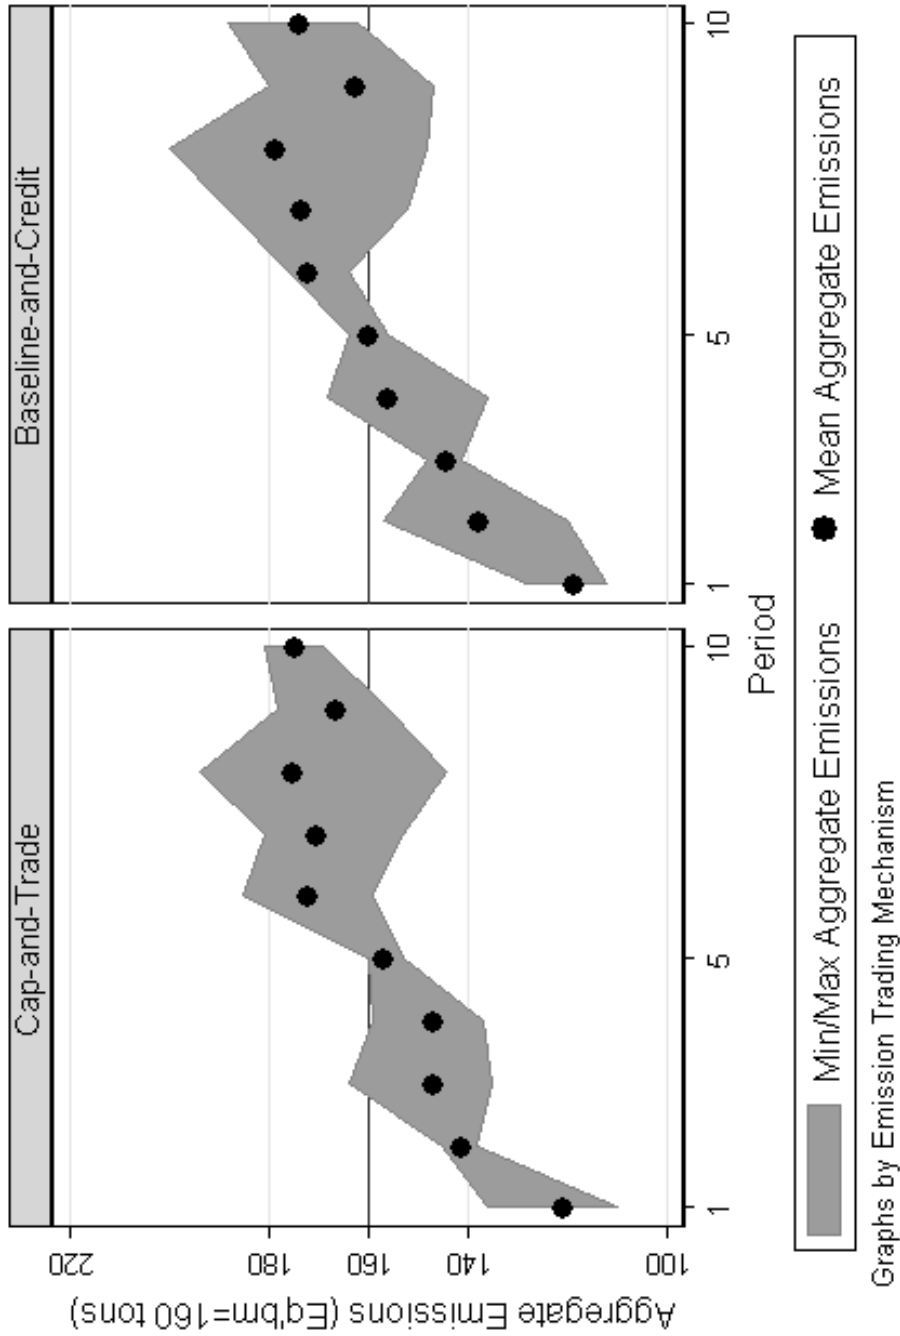 Cap-and-Trade
Baseline-and-Credit
Aggregate Emissions (Eq'bm=160 tons)
220
180
160
140
100
1
5
10
1
5
10
Period
Min/Max Aggregate Emissions
Mean Aggregate Emissions
Graphs by Emission Trading Mechanism